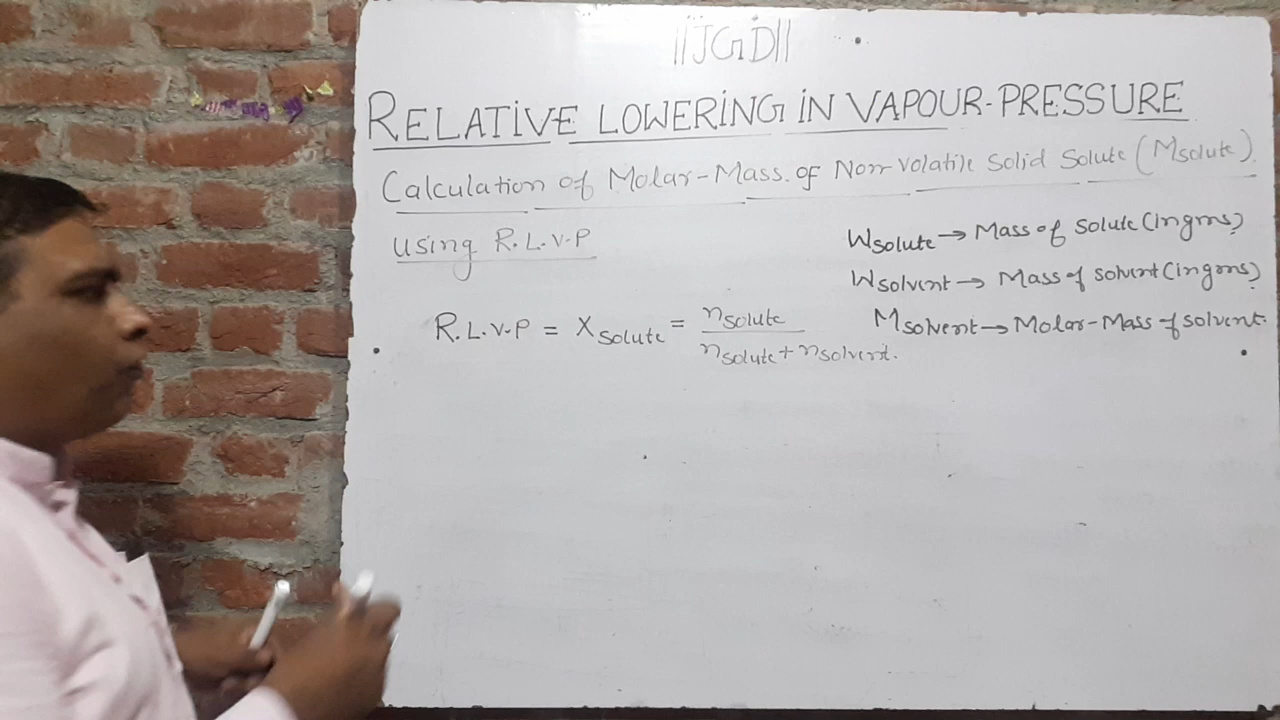 ||JGD||
RELATIVE LOWERING IN VAPOUR-PRESSURE
Calculation of Molar-Mass of Non-volatile Solid Solute (Msolute).
using R.L.V.P
Wsolute → Mass of Solute (in gms)
Wsolvent → Mass of solvent (in gms)
Msolvent → Molar-Mass of solvent.
R.L.V.P = Xsolute = nsolute / nsolute + nsolvent.